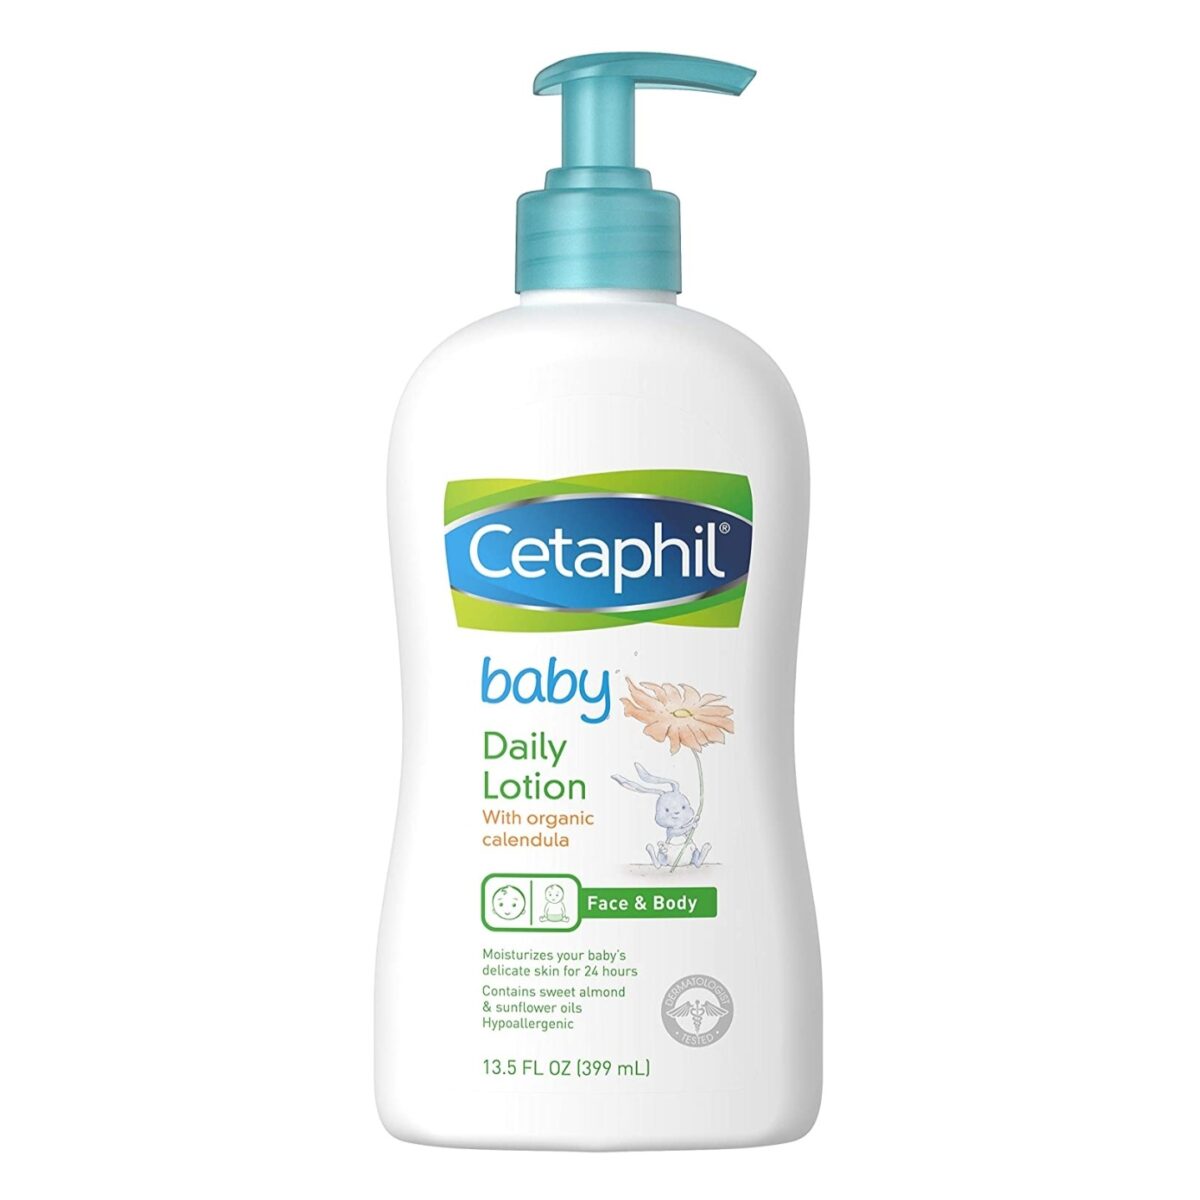 Cetaphil®
baby
Daily
Lotion
With organic
calendula
Face & Body
Moisturizes your baby's
delicate skin for 24 hours
Contains sweet almond
& sunflower oils
Hypoallergenic
DERMATOLOGIST
• TESTED •
13.5 FL OZ (399 mL)